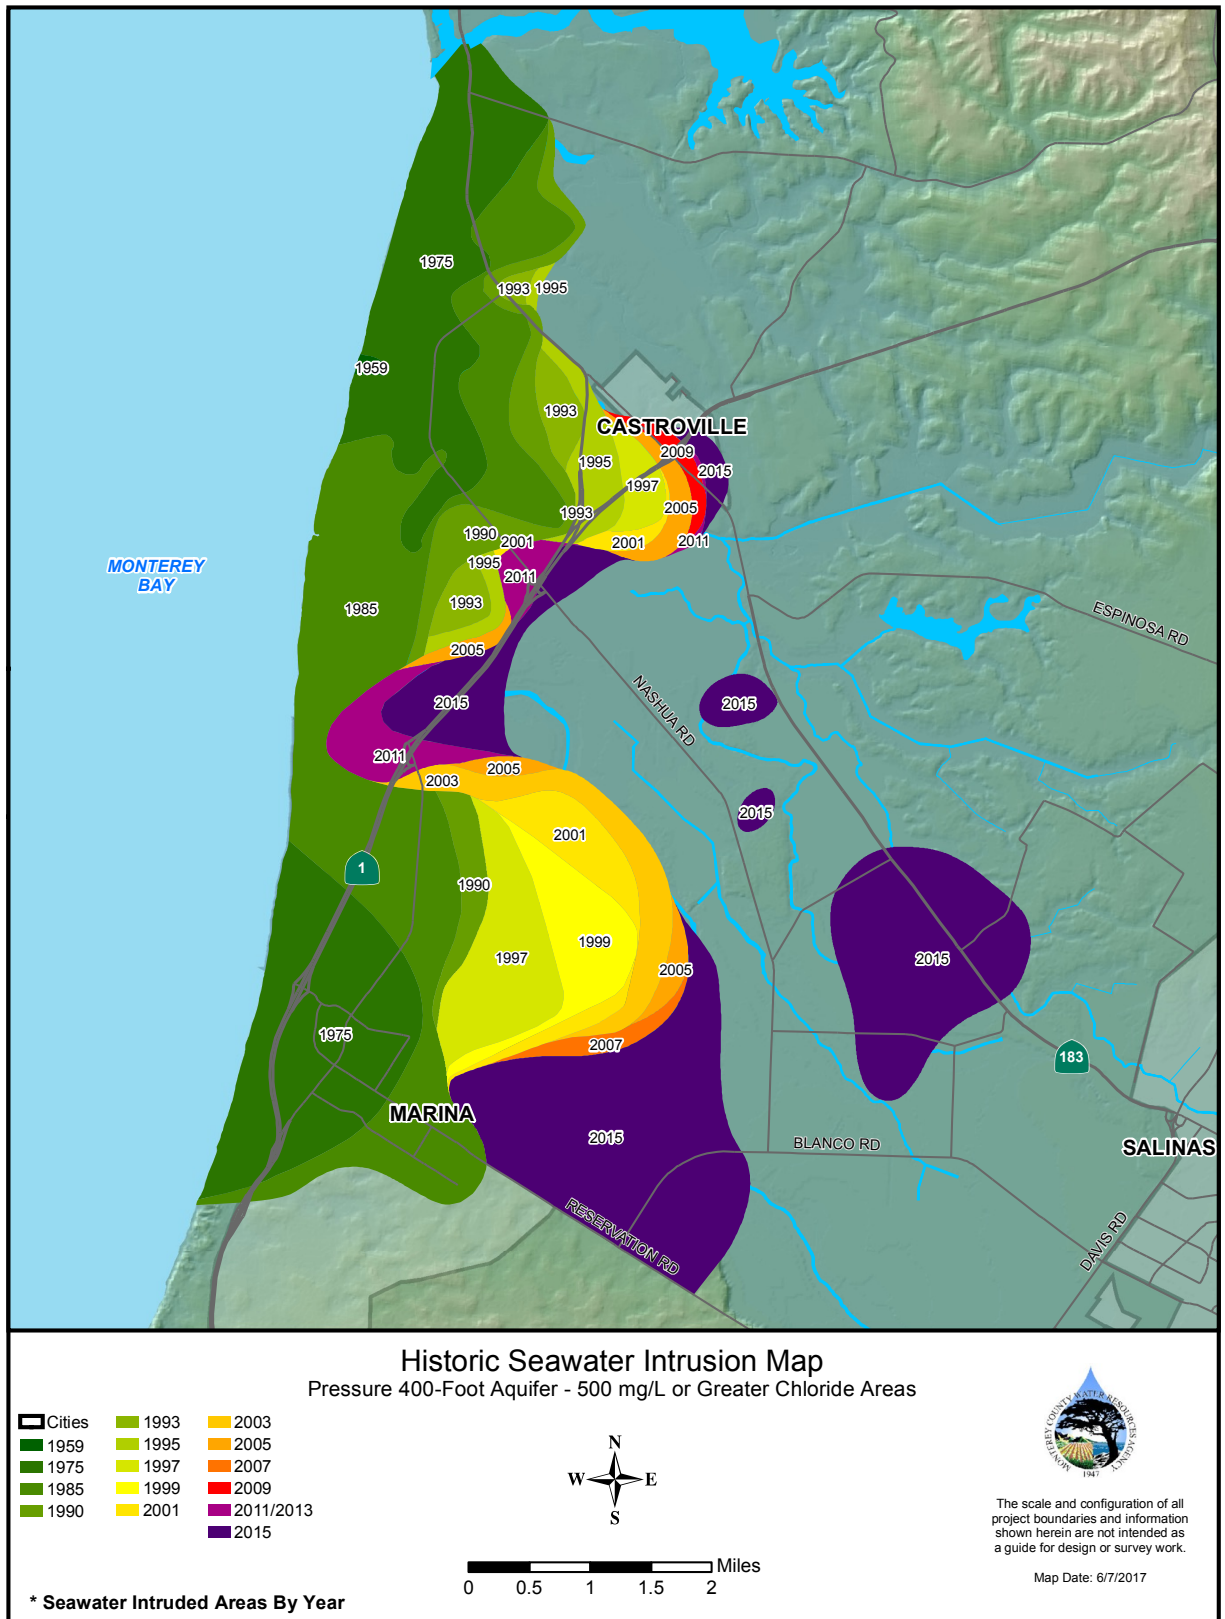 1975
1993
1995
1959
1993
CASTROVILLE
2009
1995
2015
1997
2005
1993
1990
2001
2001
2011
1995
2011
MONTEREY
BAY
1993
1985
ESPINOSA RD
2005
NASHUA RD
2015
2015
2011
2005
2003
2015
2001
1
1990
1999
1997
2015
2005
1975
2007
183
MARINA
2015
BLANCO RD
SALINAS
RESERVATION RD
DAVIS RD
Historic Seawater Intrusion Map
Pressure 400-Foot Aquifer - 500 mg/L or Greater Chloride Areas
Cities
1959
1975
1985
1990
1993
1995
1997
1999
2001
2003
2005
2007
2009
2011/2013
2015
N
W E
S
Miles
0 0.5 1 1.5 2
* Seawater Intruded Areas By Year
MONTEREY COUNTY WATER RESOURCES AGENCY
1947
The scale and configuration of all
project boundaries and information
shown herein are not intended as
a guide for design or survey work.
Map Date: 6/7/2017